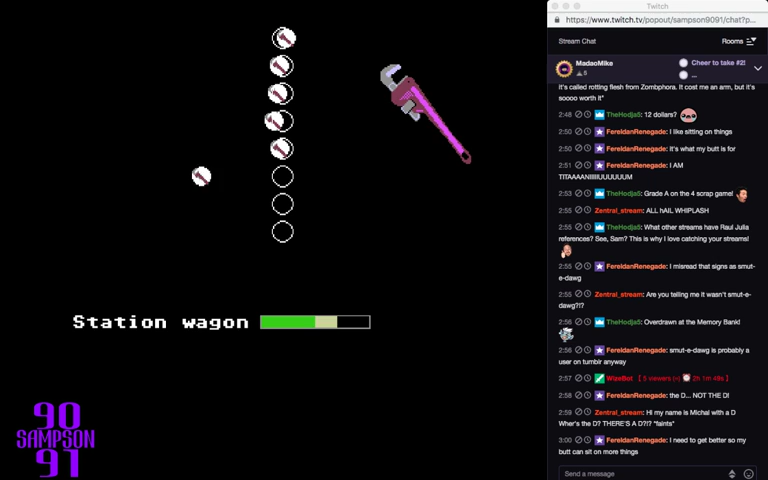 Twitch
https://www.twitch.tv/popout/sampson9091/chat?p...
Stream Chat
Rooms
MadaoMike
6
Cheer to take #2!
...
It's called rotting flesh from Zombphora. It cost me an arm, but it's
soooo worth it"
2:48 TheHodja5: 12 dollars?
2:50 FereldanRenegade: I like sitting on things
2:50 FereldanRenegade: It's what my butt is for
2:51 FereldanRenegade: I AM
TITAAANIIIIUUUUUUM
2:53 TheHodja5: Grade A on the 4 scrap game!
2:55 Zentral_stream: ALL hAIL WHIPLASH
2:55 TheHodja5: What other streams have Raul Julia
references? See, Sam? This is why I love catching your streams!
2:55 FereldanRenegade: I misread that signs as smut-
e-dawg
2:55 Zentral_stream: Are you telling me it wasn't smut-e-
dawg?!?
2:56 TheHodja5: Overdrawn at the Memory Bank!
2:56 FereldanRenegade: smut-e-dawg is probably a
user on tumblr anyway
2:57 WizeBot: [ 5 viewers (=) 2h 1m 49s ]
2:58 FereldanRenegade: the D... NOT THE D!
2:59 Zentral_stream: Hi my name is Michal with a D
Wher's the D? THERE'S A D?!? *faints*
3:00 FereldanRenegade: I need to get better so my
butt can sit on more things
Send a message
Station wagon
90
SAMPSON
91